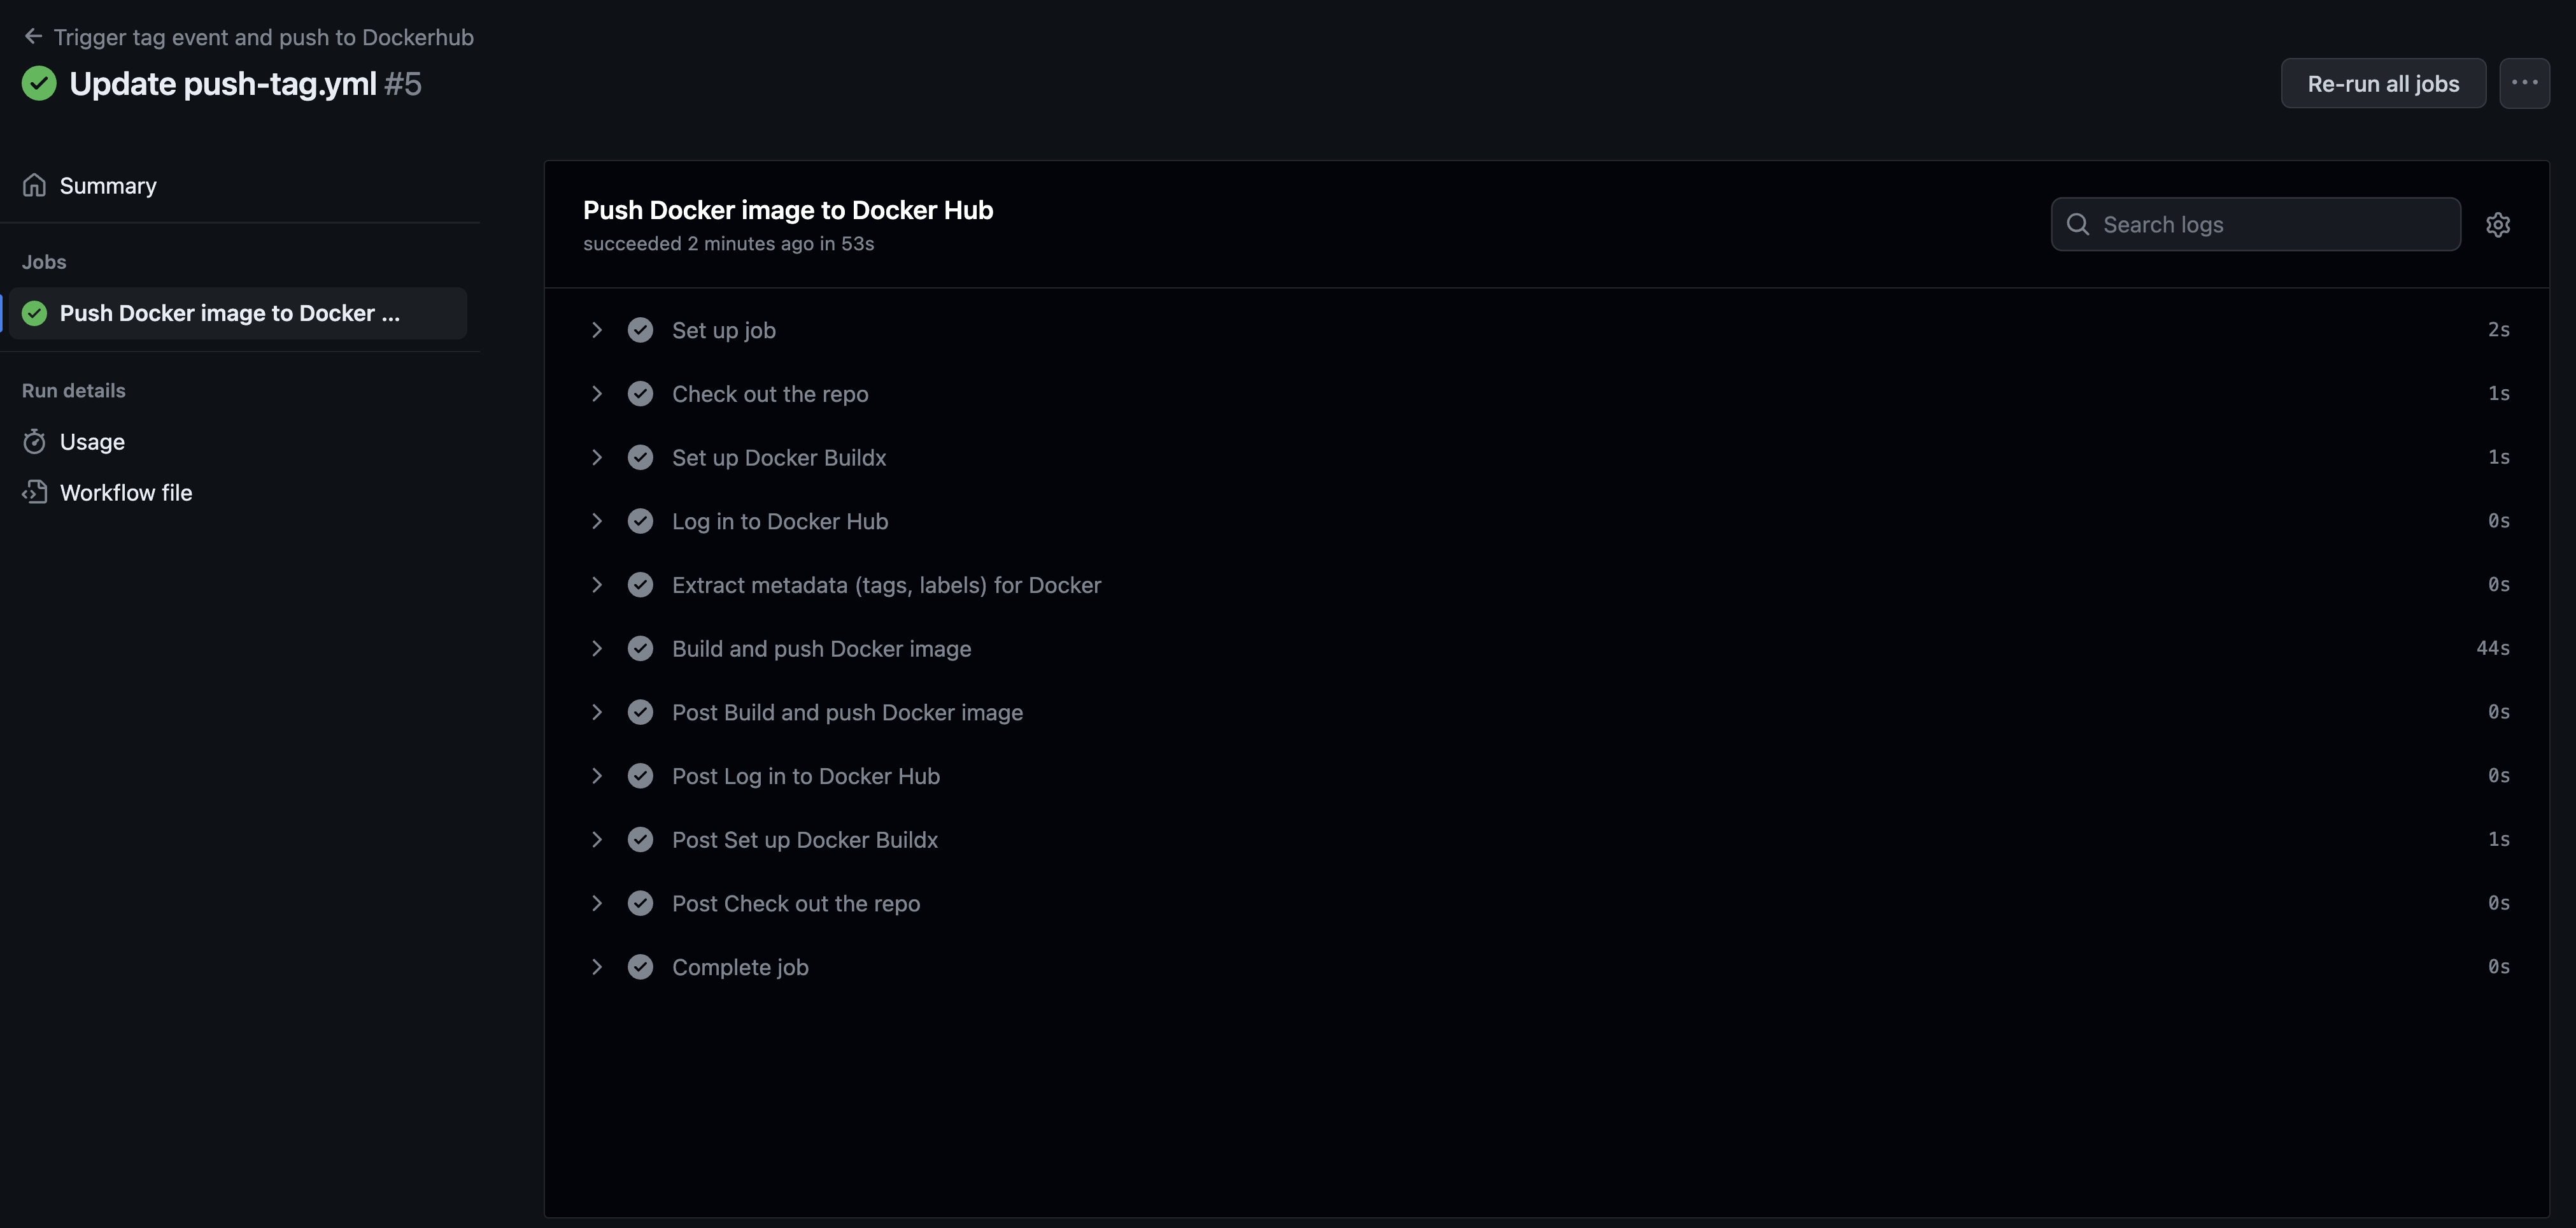 Trigger tag event and push to Dockerhub
Update push-tag.yml #5
Re-run all jobs
Summary
Jobs
Push Docker image to Docker ...
Run details
Usage
Workflow file
Push Docker image to Docker Hub
succeeded 2 minutes ago in 53s
Search logs
Set up job 2s
Check out the repo 1s
Set up Docker Buildx 1s
Log in to Docker Hub 0s
Extract metadata (tags, labels) for Docker 0s
Build and push Docker image 44s
Post Build and push Docker image 0s
Post Log in to Docker Hub 0s
Post Set up Docker Buildx 1s
Post Check out the repo 0s
Complete job 0s